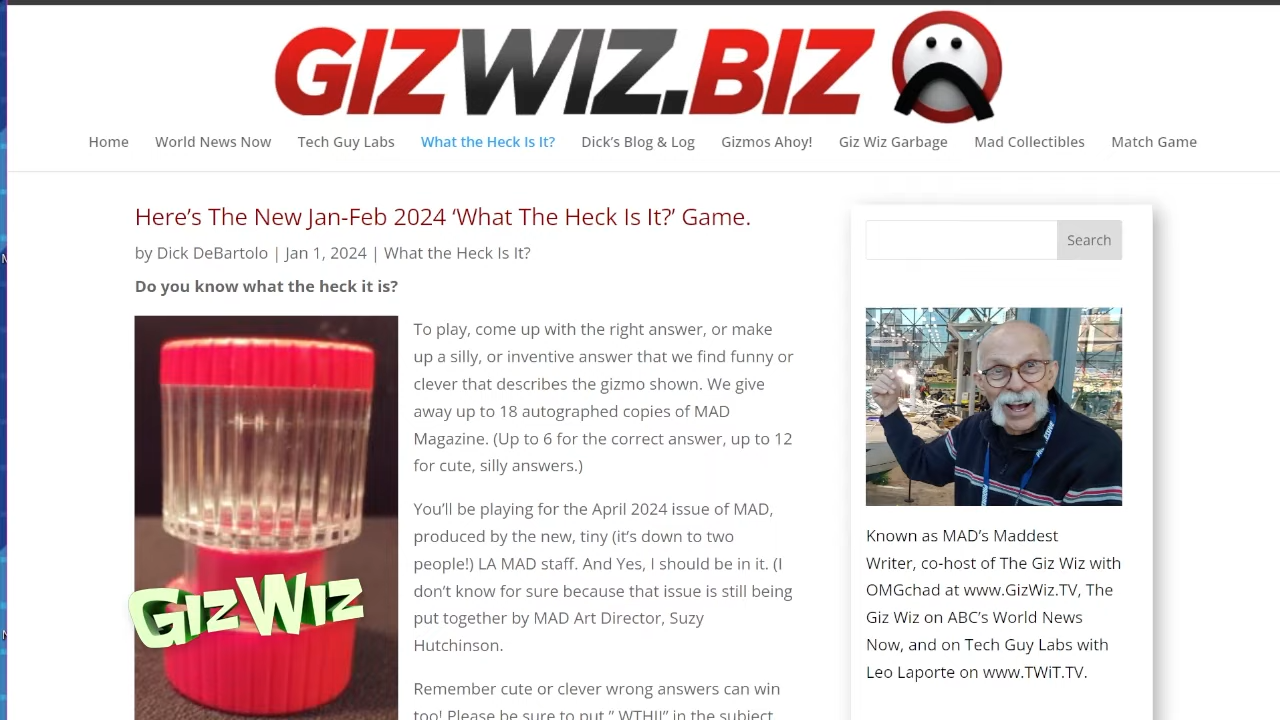 GIZWIZ.BIZ
Home World News Now Tech Guy Labs What the Heck Is It? Dick’s Blog & Log Gizmos Ahoy! Giz Wiz Garbage Mad Collectibles Match Game
Here’s The New Jan-Feb 2024 ‘What The Heck Is It?’ Game.
by Dick DeBartolo | Jan 1, 2024 | What the Heck Is It?
Do you know what the heck it is?
To play, come up with the right answer, or make
up a silly, or inventive answer that we find funny or
clever that describes the gizmo shown. We give
away up to 18 autographed copies of MAD
Magazine. (Up to 6 for the correct answer, up to 12
for cute, silly answers.)
You’ll be playing for the April 2024 issue of MAD,
produced by the new, tiny (it’s down to two
people!) LA MAD staff. And Yes, I should be in it. (I
don’t know for sure because that issue is still being
put together by MAD Art Director, Suzy
Hutchinson.
Remember cute or clever wrong answers can win
too! Please be sure to put ” WTHII” in the subject
GIZWIZ
Search
Known as MAD’s Maddest
Writer, co-host of The Giz Wiz with
OMGchad at www.GizWiz.TV, The
Giz Wiz on ABC’s World News
Now, and on Tech Guy Labs with
Leo Laporte on www.TWiT.TV.